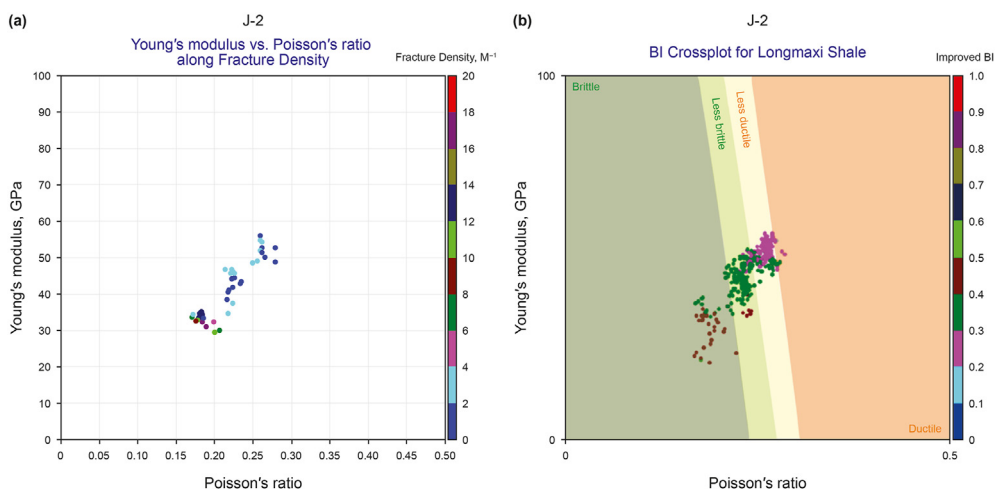 (a)
J-2
Young's modulus vs. Poisson's ratio
along Fracture Density
Fracture Density, M⁻¹
100
90
80
70
60
50
40
30
20
10
0
Young's modulus, GPa
0
0.05
0.10
0.15
0.20
0.25
0.30
0.35
0.40
0.45
0.50
Poisson's ratio
20
18
16
14
12
10
8
6
4
2
0
(b)
J-2
BI Crossplot for Longmaxi Shale
Improved BI
100
0
Young's modulus, GPa
Brittle
Less brittle
Less ductile
Ductile
0
0.5
Poisson's ratio
1.0
0.9
0.8
0.7
0.6
0.5
0.4
0.3
0.2
0.1
0